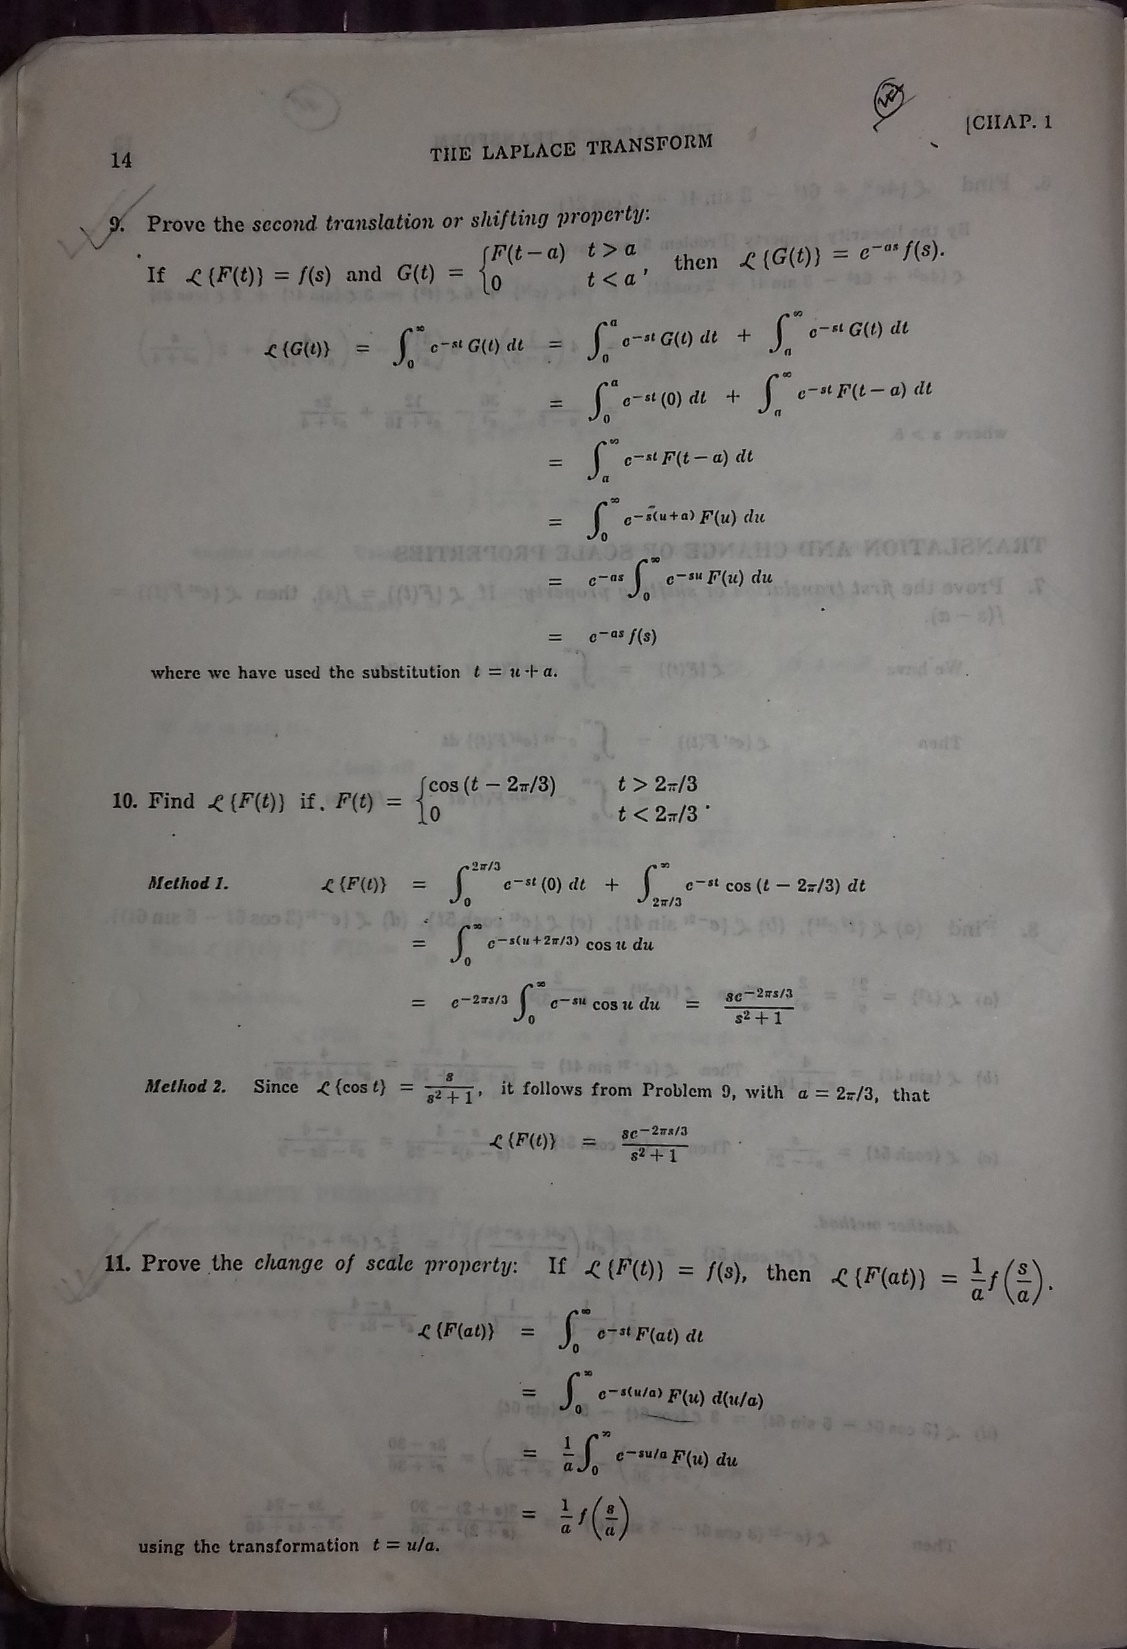 14
THE LAPLACE TRANSFORM
[CHAP. 1
9. Prove the second translation or shifting property:
If ℒ{F(t)} = f(s) and G(t) = {F(t − a) t > a; 0 t < a, then ℒ{G(t)} = e^{−as} f(s).
ℒ{G(t)} = ∫_0^∞ e^{−st} G(t) dt = ∫_0^a e^{−st} G(t) dt + ∫_a^∞ e^{−st} G(t) dt
= ∫_0^a e^{−st} (0) dt + ∫_a^∞ e^{−st} F(t − a) dt
= ∫_a^∞ e^{−st} F(t − a) dt
= ∫_0^∞ e^{−s(u+a)} F(u) du
= e^{−as} ∫_0^∞ e^{−su} F(u) du
= e^{−as} f(s)
where we have used the substitution t = u + a.
10. Find ℒ{F(t)} if F(t) = {cos (t − 2π/3) t > 2π/3; 0 t < 2π/3.
Method 1. ℒ{F(t)} = ∫_0^{2π/3} e^{−st} (0) dt + ∫_{2π/3}^∞ e^{−st} cos (t − 2π/3) dt
= ∫_0^∞ e^{−s(u+2π/3)} cos u du
= e^{−2πs/3} ∫_0^∞ e^{−su} cos u du = se^{−2πs/3}/(s² + 1)
Method 2. Since ℒ{cos t} = s/(s² + 1), it follows from Problem 9, with a = 2π/3, that
ℒ{F(t)} = se^{−2πs/3}/(s² + 1)
11. Prove the change of scale property: If ℒ{F(t)} = f(s), then ℒ{F(at)} = 1/a f(s/a).
ℒ{F(at)} = ∫_0^∞ e^{−st} F(at) dt
= ∫_0^∞ e^{−s(u/a)} F(u) d(u/a)
= 1/a ∫_0^∞ e^{−su/a} F(u) du
= 1/a f(s/a)
using the transformation t = u/a.